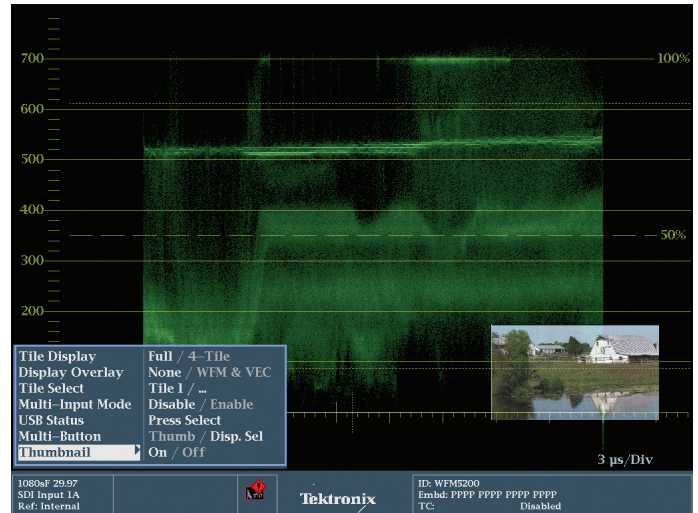 700
100%
600
500
400
50%
300
200
Tile Display Full / 4-Tile
Display Overlay None / WFM & VEC
Tile Select Tile 1 / ...
Multi-Input Mode Disable / Enable
USB Status Press Select
Multi-Button Thumb / Disp. Sel
Thumbnail On / Off
3 µs/Div
1080sF 29.97
SDI Input 1A
Ref: Internal
Tektronix
ID: WFM5200
Embd: PPPP PPPP PPPP PPPP
TC: Disabled